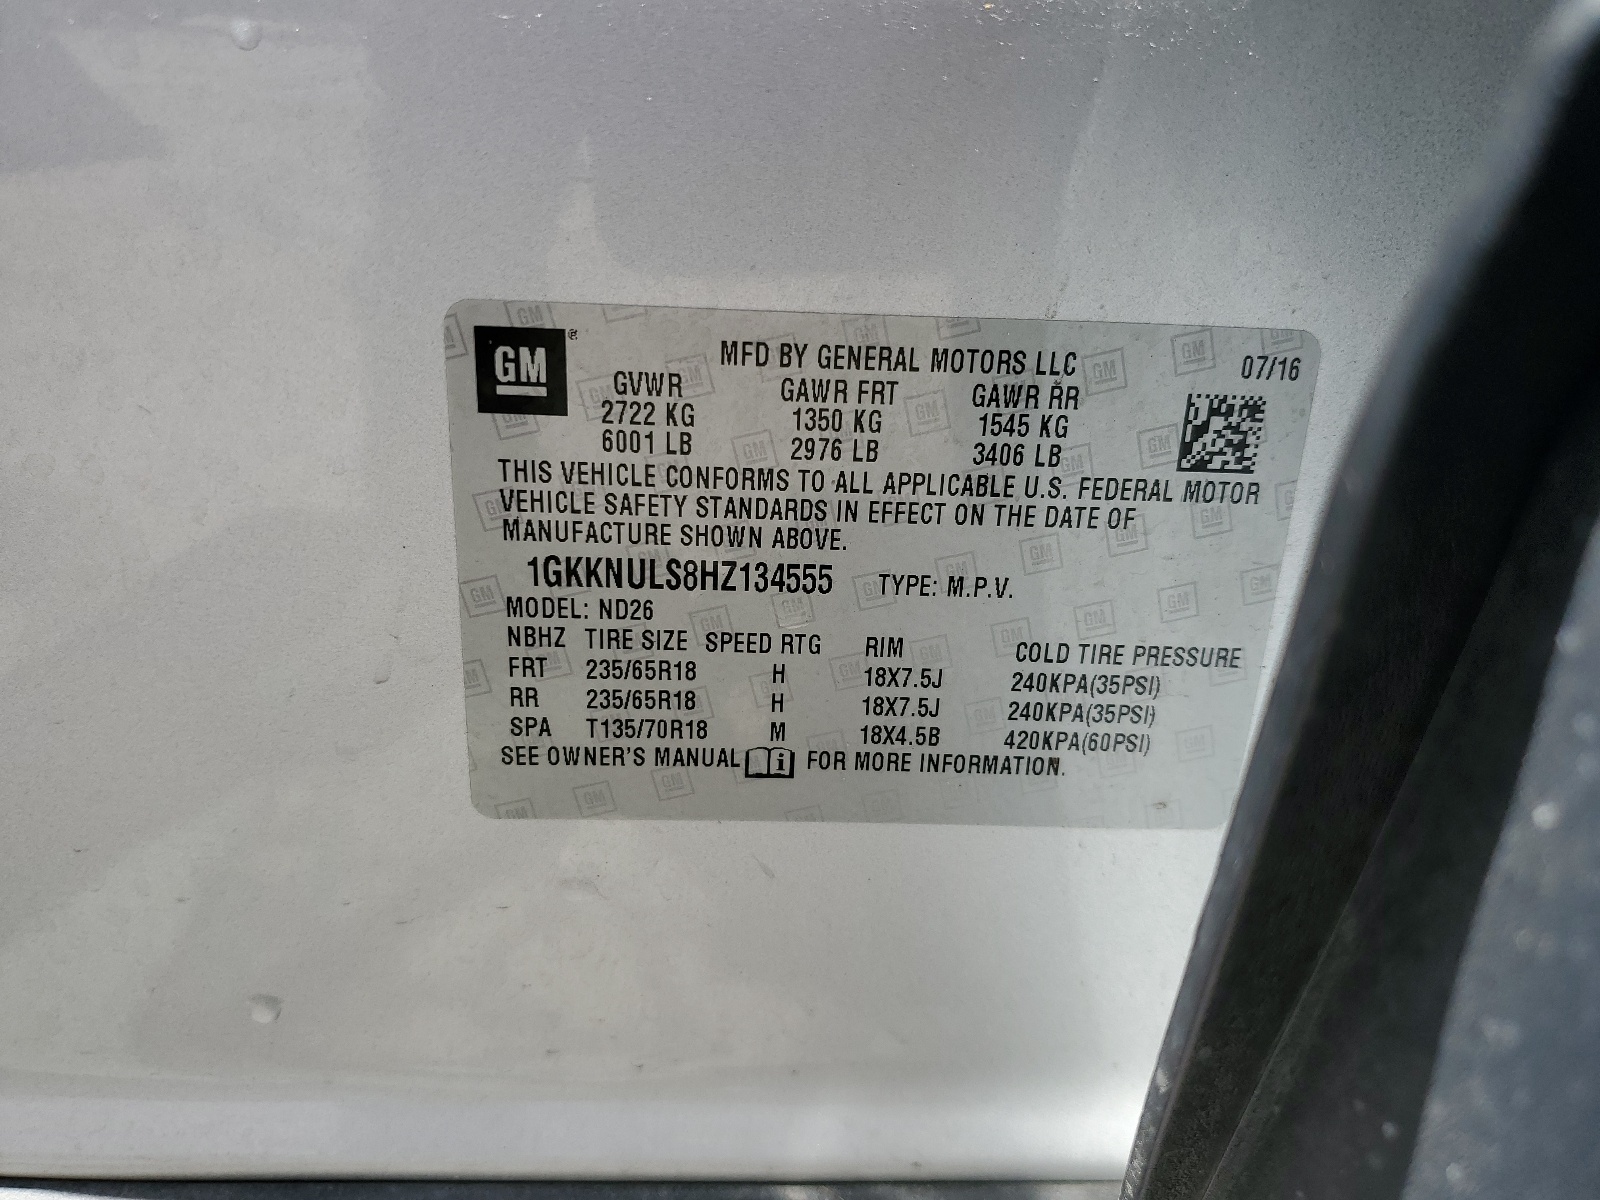 GM ®
MFD BY GENERAL MOTORS LLC 07/16
GVWR GAWR FRT GAWR RR
2722 KG 1350 KG 1545 KG
6001 LB 2976 LB 3406 LB
THIS VEHICLE CONFORMS TO ALL APPLICABLE U.S. FEDERAL MOTOR
VEHICLE SAFETY STANDARDS IN EFFECT ON THE DATE OF
MANUFACTURE SHOWN ABOVE.
1GKKNULS8HZ134555 TYPE: M.P.V.
MODEL: ND26
NBHZ TIRE SIZE SPEED RTG RIM COLD TIRE PRESSURE
FRT 235/65R18 H 18X7.5J 240KPA(35PSI)
RR 235/65R18 H 18X7.5J 240KPA(35PSI)
SPA T135/70R18 M 18X4.5B 420KPA(60PSI)
SEE OWNER'S MANUAL i FOR MORE INFORMATION.